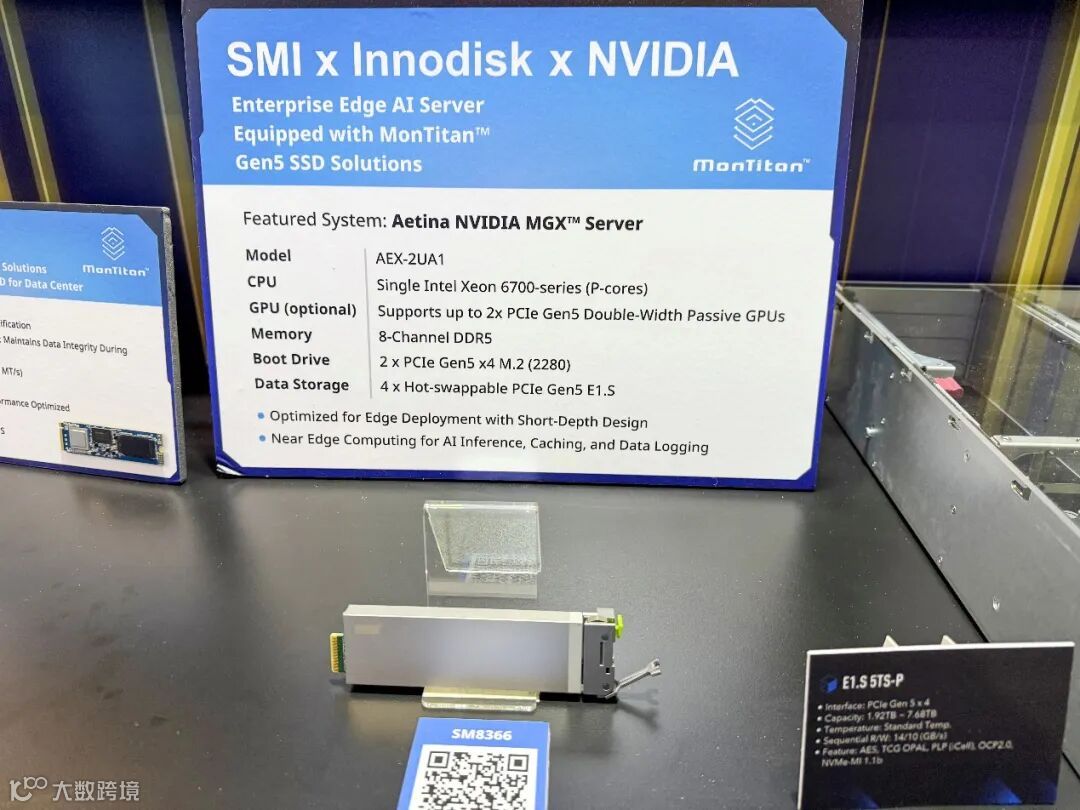 SMI x Innodisk x NVIDIA
Enterprise Edge AI Server
Equipped with MonTitan™
Gen5 SSD Solutions
MonTitan™
Featured System: Aetina NVIDIA MGX™ Server
Model AEX-2UA1
CPU Single Intel Xeon 6700-series (P-cores)
GPU (optional) Supports up to 2x PCIe Gen5 Double-Width Passive GPUs
Memory 8-Channel DDR5
Boot Drive 2 x PCIe Gen5 x4 M.2 (2280)
Data Storage 4 x Hot-swappable PCIe Gen5 E1.S
• Optimized for Edge Deployment with Short-Depth Design
• Near Edge Computing for AI Inference, Caching, and Data Logging
Solutions
D for Data Center
MonTitan™
ification
Maintains Data Integrity During
MT/s)
ormance Optimized
s
SM8366
E1.S 5TS-P
• Interface: PCIe Gen 5 x 4
• Capacity: 1.92TB ~ 7.68TB
• Temperature: Standard Temp.
• Sequential R/W: 14/10 (GB/s)
• Feature: AES, TCG OPAL, PLP (iCell), OCP2.0,
NVMe-MI 1.1b
大数跨境